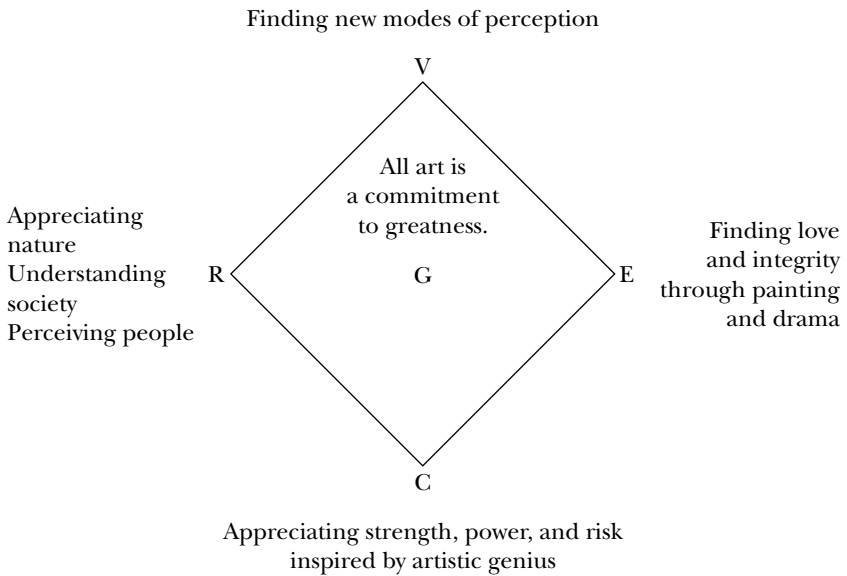 Finding new modes of perception
V
All art is
a commitment
to greatness.
Appreciating
nature
Understanding
society
Perceiving people
R
G
E
Finding love
and integrity
through painting
and drama
C
Appreciating strength, power, and risk
inspired by artistic genius